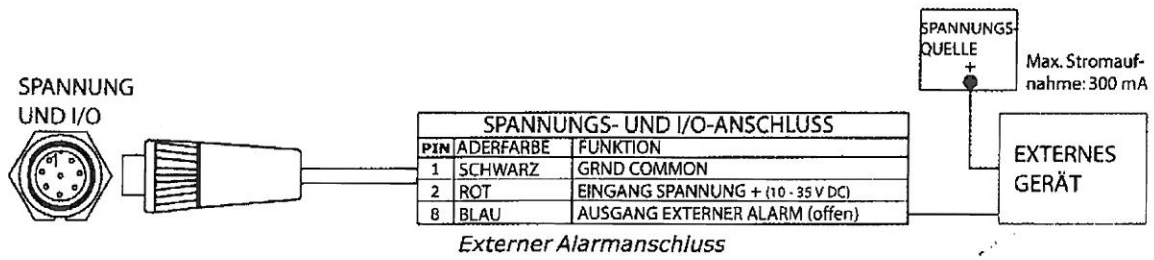 SPANNUNGS-
QUELLE
+
Max. Stromauf-
nahme: 300 mA
SPANNUNG
UND I/O
1
SPANNUNGS- UND I/O-ANSCHLUSS
PIN ADERFARBE FUNKTION
1 SCHWARZ GRND COMMON
2 ROT EINGANG SPANNUNG + (10 - 35 V DC)
8 BLAU AUSGANG EXTERNER ALARM (offen)
EXTERNES
GERÄT
Externer Alarmanschluss